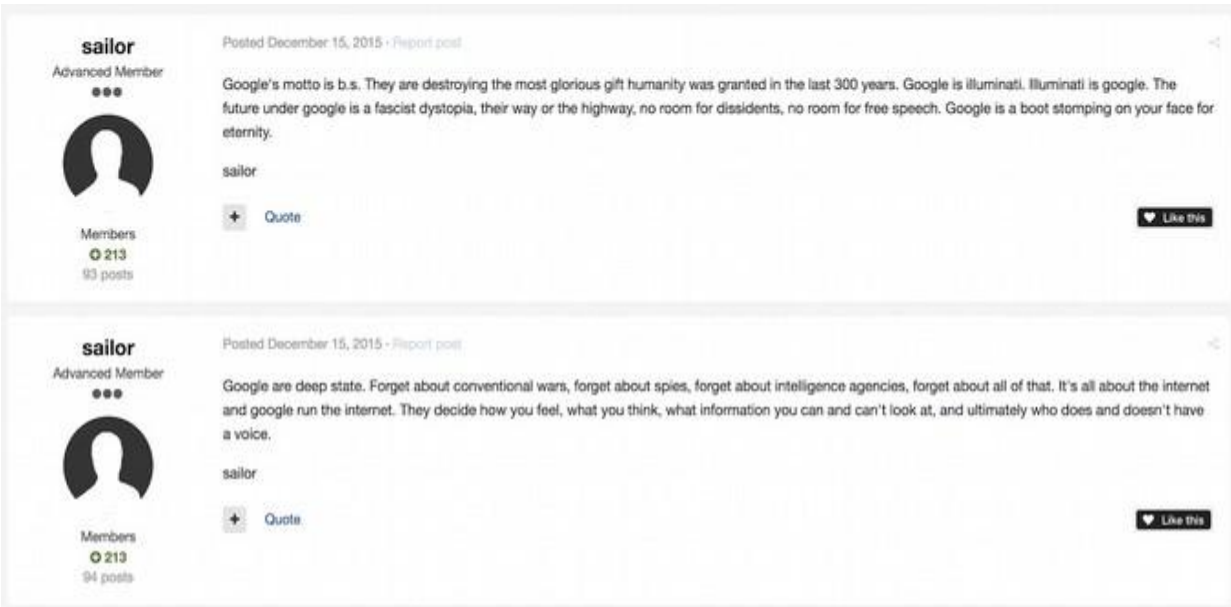 sailor
Posted December 15, 2015 · Report post
Advanced Member
Google's motto is b.s. They are destroying the most glorious gift humanity was granted in the last 300 years. Google is illuminati. Illuminati is google. The
future under google is a fascist dystopia, their way or the highway, no room for dissidents, no room for free speech. Google is a boot stomping on your face for
eternity.
sailor
+ Quote
Like this
Members
213
93 posts
sailor
Posted December 15, 2015 · Report post
Advanced Member
Google are deep state. Forget about conventional wars, forget about spies, forget about intelligence agencies, forget about all of that. It's all about the internet
and google run the internet. They decide how you feel, what you think, what information you can and can't look at, and ultimately who does and doesn't have
a voice.
sailor
+ Quote
Like this
Members
213
94 posts